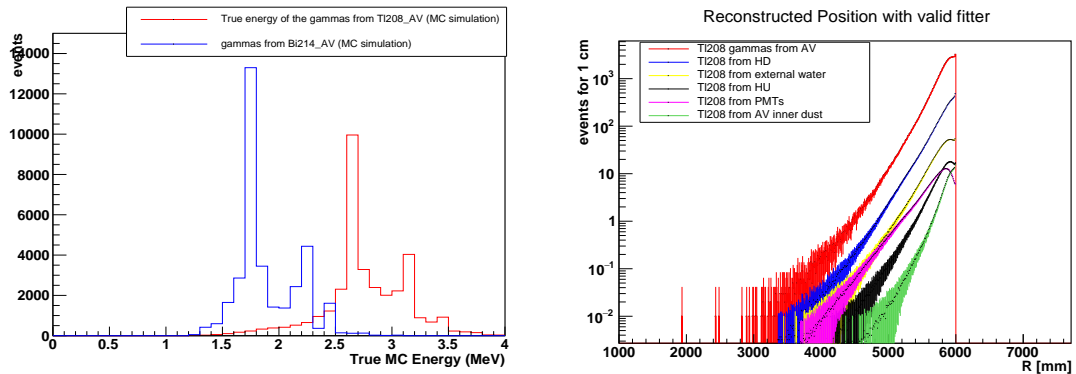 True energy of the gammas from Tl208_AV (MC simulation)
gammas from Bi214_AV (MC simulation)
events
14000
12000
10000
8000
6000
4000
2000
0
0 0.5 1 1.5 2 2.5 3 3.5 4
True MC Energy (MeV)
Reconstructed Position with valid fitter
Tl208 gammas from AV
Tl208 from HD
Tl208 from external water
Tl208 from HU
Tl208 from PMTs
Tl208 from AV inner dust
events for 1 cm
10³
10²
10
1
10⁻¹
10⁻²
1000 2000 3000 4000 5000 6000 7000
R [mm]